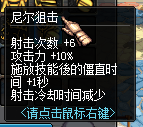 尼尔狙击
射击次数 +6
攻击力 +10%
施放技能後的僵直时
间 +1秒
射击冷却时间减少
<请点击鼠标右键>